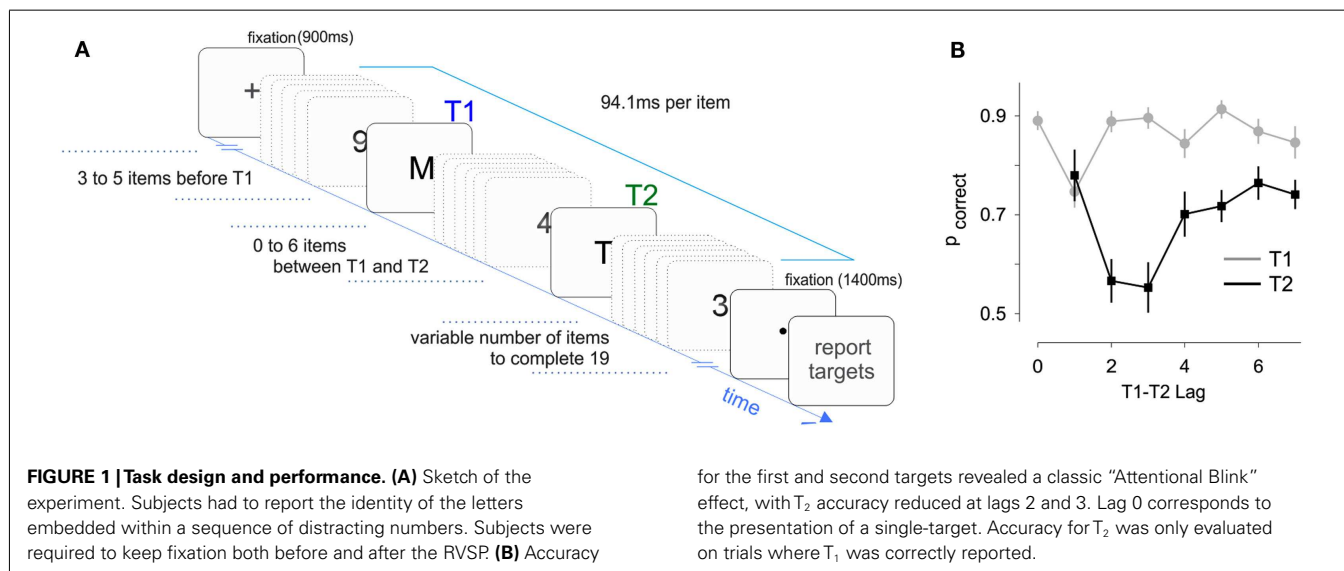 A
fixation (900ms)
+
9
T1
M
94.1ms per item
3 to 5 items before T1
4
T2
T
0 to 6 items
between T1 and T2
fixation (1400ms)
3
variable number of items
to complete 19
report
targets
time
B
p correct
0.9
0.7
0.5
T1
T2
0 2 4 6
T1-T2 Lag
FIGURE 1 | Task design and performance. (A) Sketch of the
experiment. Subjects had to report the identity of the letters
embedded within a sequence of distracting numbers. Subjects were
required to keep fixation both before and after the RVSP. (B) Accuracy
for the first and second targets revealed a classic “Attentional Blink”
effect, with T₂ accuracy reduced at lags 2 and 3. Lag 0 corresponds to
the presentation of a single-target. Accuracy for T₂ was only evaluated
on trials where T₁ was correctly reported.